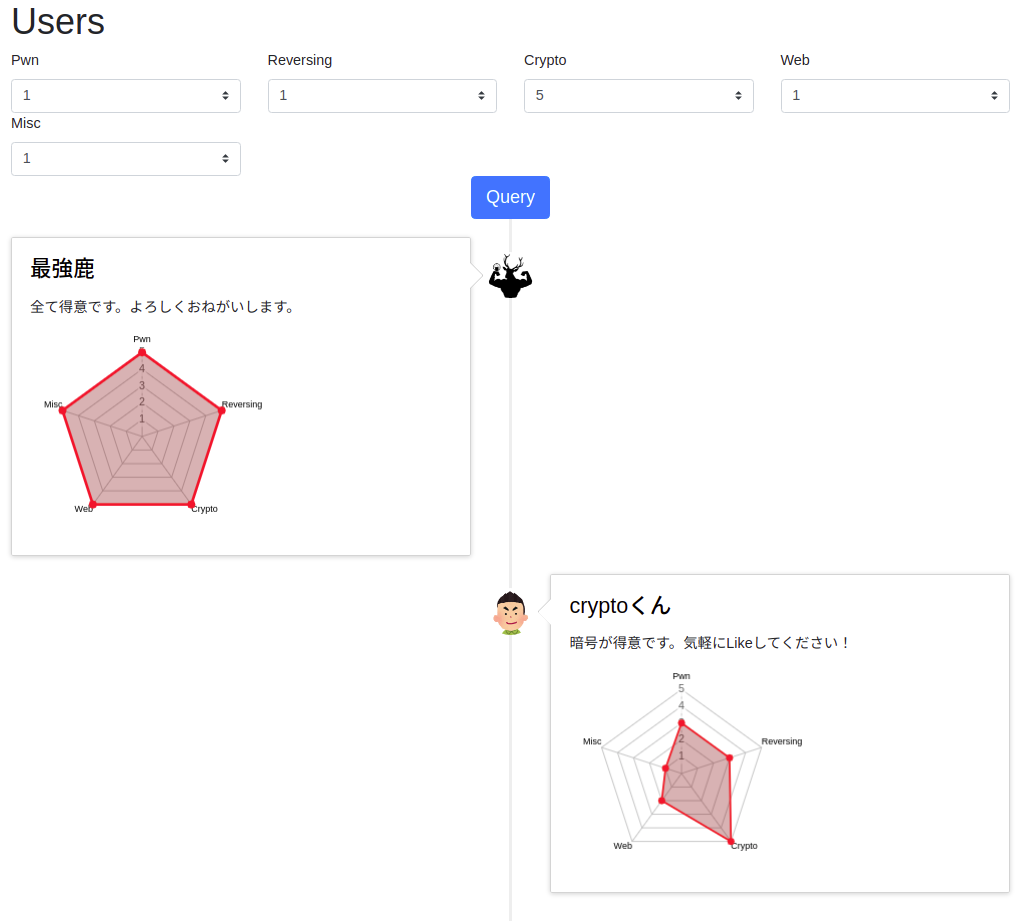 Users
Pwn
Reversing
Crypto
Web
1
1
5
1
Misc
1
Query
最強鹿
全て得意です。よろしくおねがいします。
Pwn
4
3
2
1
Misc
Reversing
Web
Crypto
cryptoくん
暗号が得意です。気軽にLikeしてください！
Pwn
5
4
2
1
Misc
Reversing
Web
Crypto